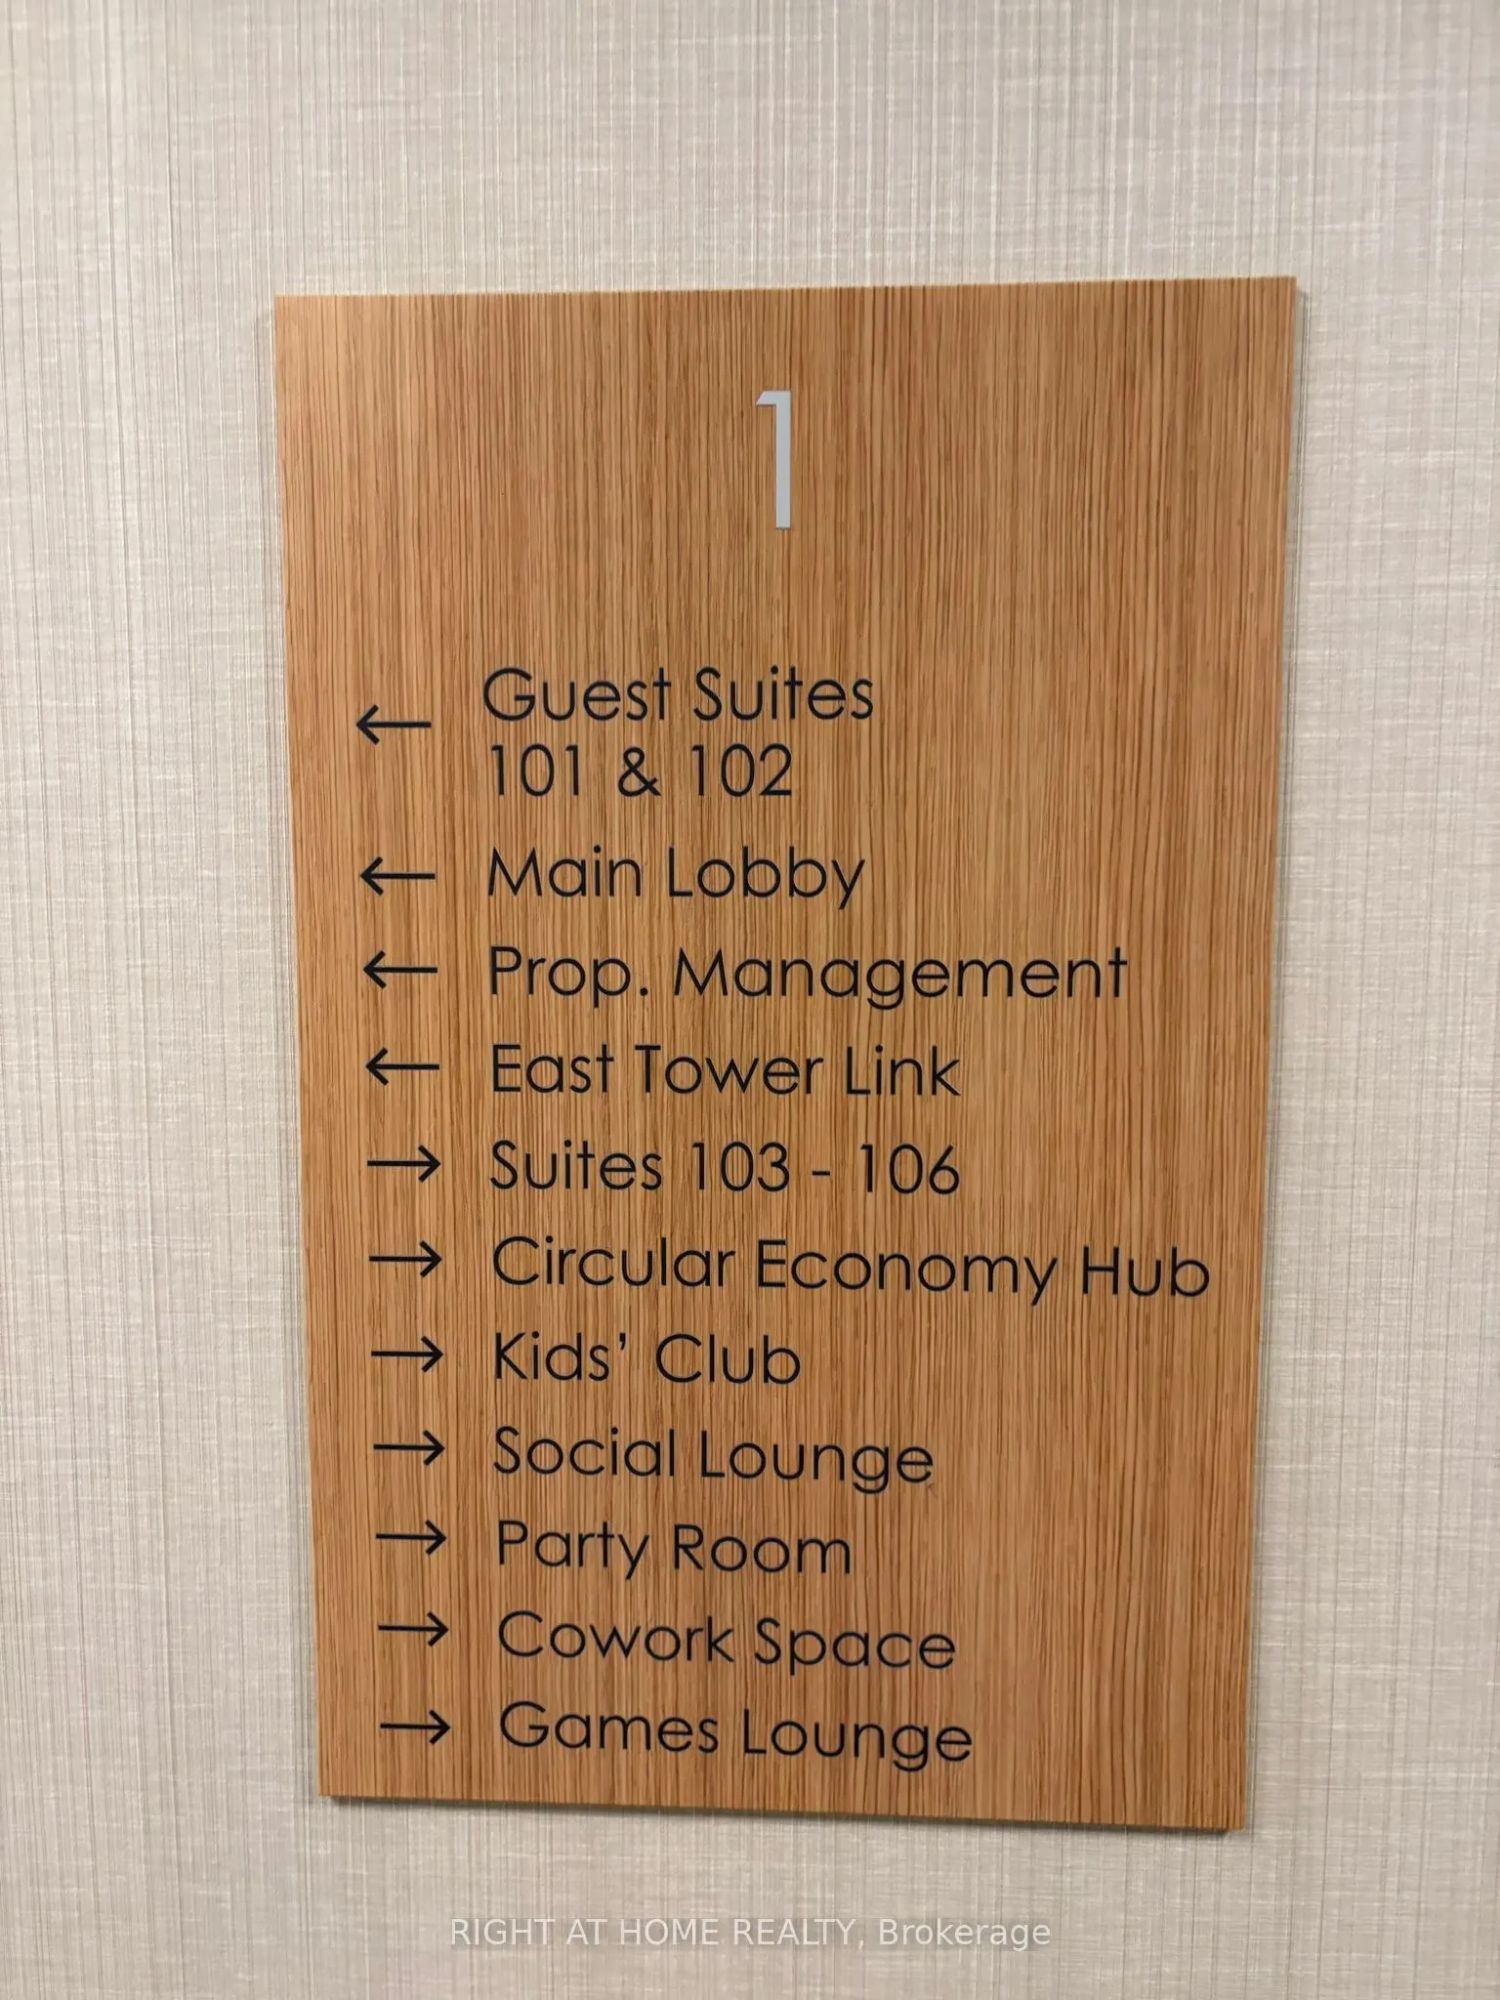 1
← Guest Suites
101 & 102
← Main Lobby
← Prop. Management
← East Tower Link
→ Suites 103 - 106
→ Circular Economy Hub
→ Kids’ Club
→ Social Lounge
→ Party Room
→ Cowork Space
→ Games Lounge
RIGHT AT HOME REALTY, Brokerage